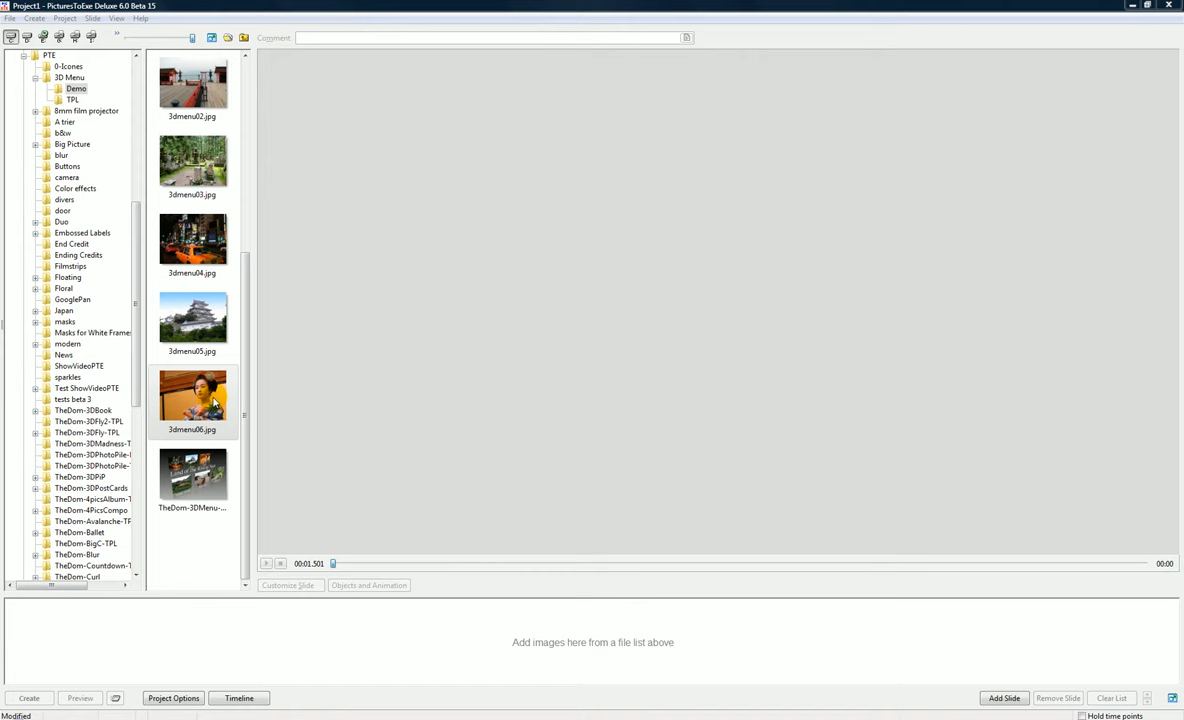 Project1 - PicturesToExe Deluxe 6.0 Beta 15
File Create Project Slide View Help
Comment
PTE
0-Icones
3D Menu
Demo
TPL
8mm film projector
A trier
b&w
Big Picture
blur
Buttons
camera
Color effects
divers
door
Duo
Embossed Labels
End Credit
Ending Credits
Filmstrips
Floating
Floral
GooglePan
Japan
masks
Masks for White Frame:
modern
News
ShowVideoPTE
sparkles
Test ShowVideoPTE
tests beta 3
TheDom-3DBook
TheDom-3DFly2-TPL
TheDom-3DFly-TPL
TheDom-3DMadness-T
TheDom-3DPhotoPile-
TheDom-3DPhotoPile-
TheDom-3DPiP
TheDom-3DPostCards
TheDom-4picsAlbum-T
TheDom-4PicsCompo
TheDom-Avalanche-TP
TheDom-Ballet
TheDom-BigC-TPL
TheDom-Blur
TheDom-Countdown-T
TheDom-Curl
3dmenu02.jpg
3dmenu03.jpg
3dmenu04.jpg
3dmenu05.jpg
3dmenu06.jpg
Land of the Rising Sun
TheDom-3DMenu-...
00:01.501
00:00
Customize Slide
Objects and Animation
Add images here from a file list above
Create
Preview
Project Options
Timeline
Add Slide
Remove Slide
Clear List
Modified
Hold time points